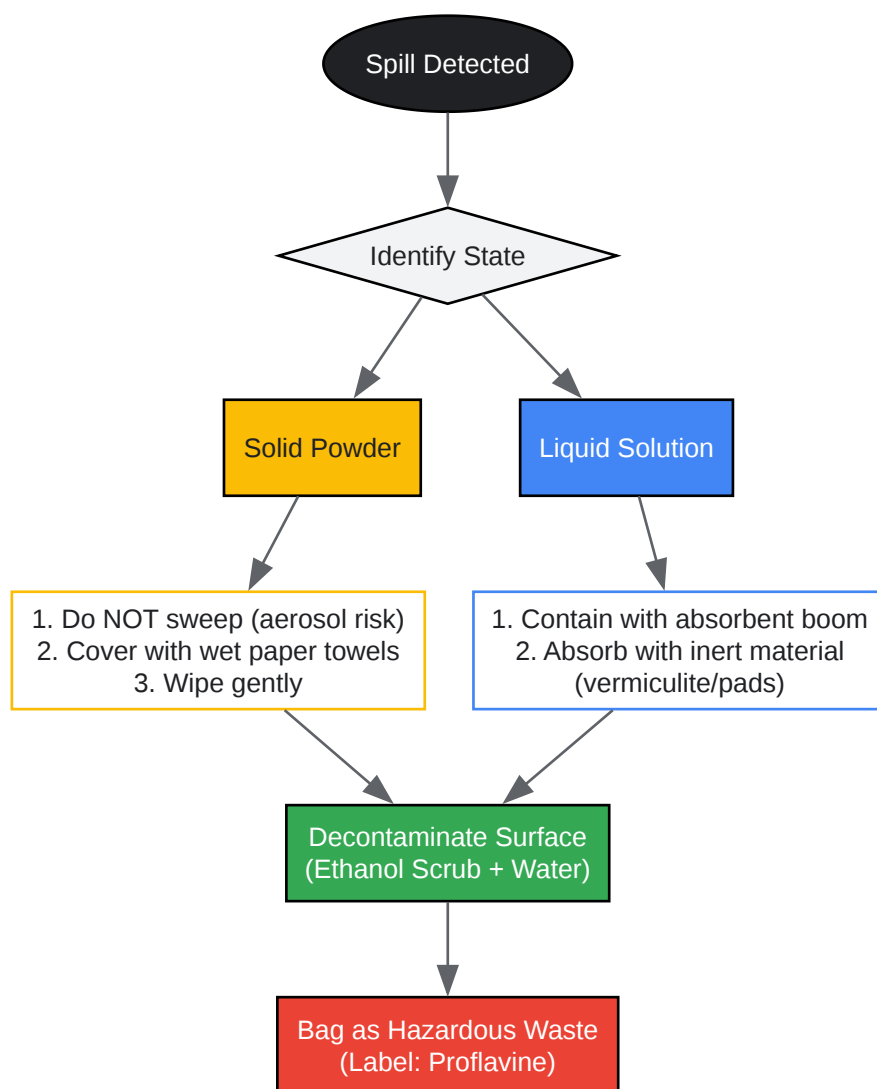 Spill Detected
Identify State
Solid Powder
Liquid Solution
1. Do NOT sweep (aerosol risk)
2. Cover with wet paper towels
3. Wipe gently
1. Contain with absorbent boom
2. Absorb with inert material
(vermiculite/pads)
Decontaminate Surface
(Ethanol Scrub + Water)
Bag as Hazardous Waste
(Label: Proflavine)